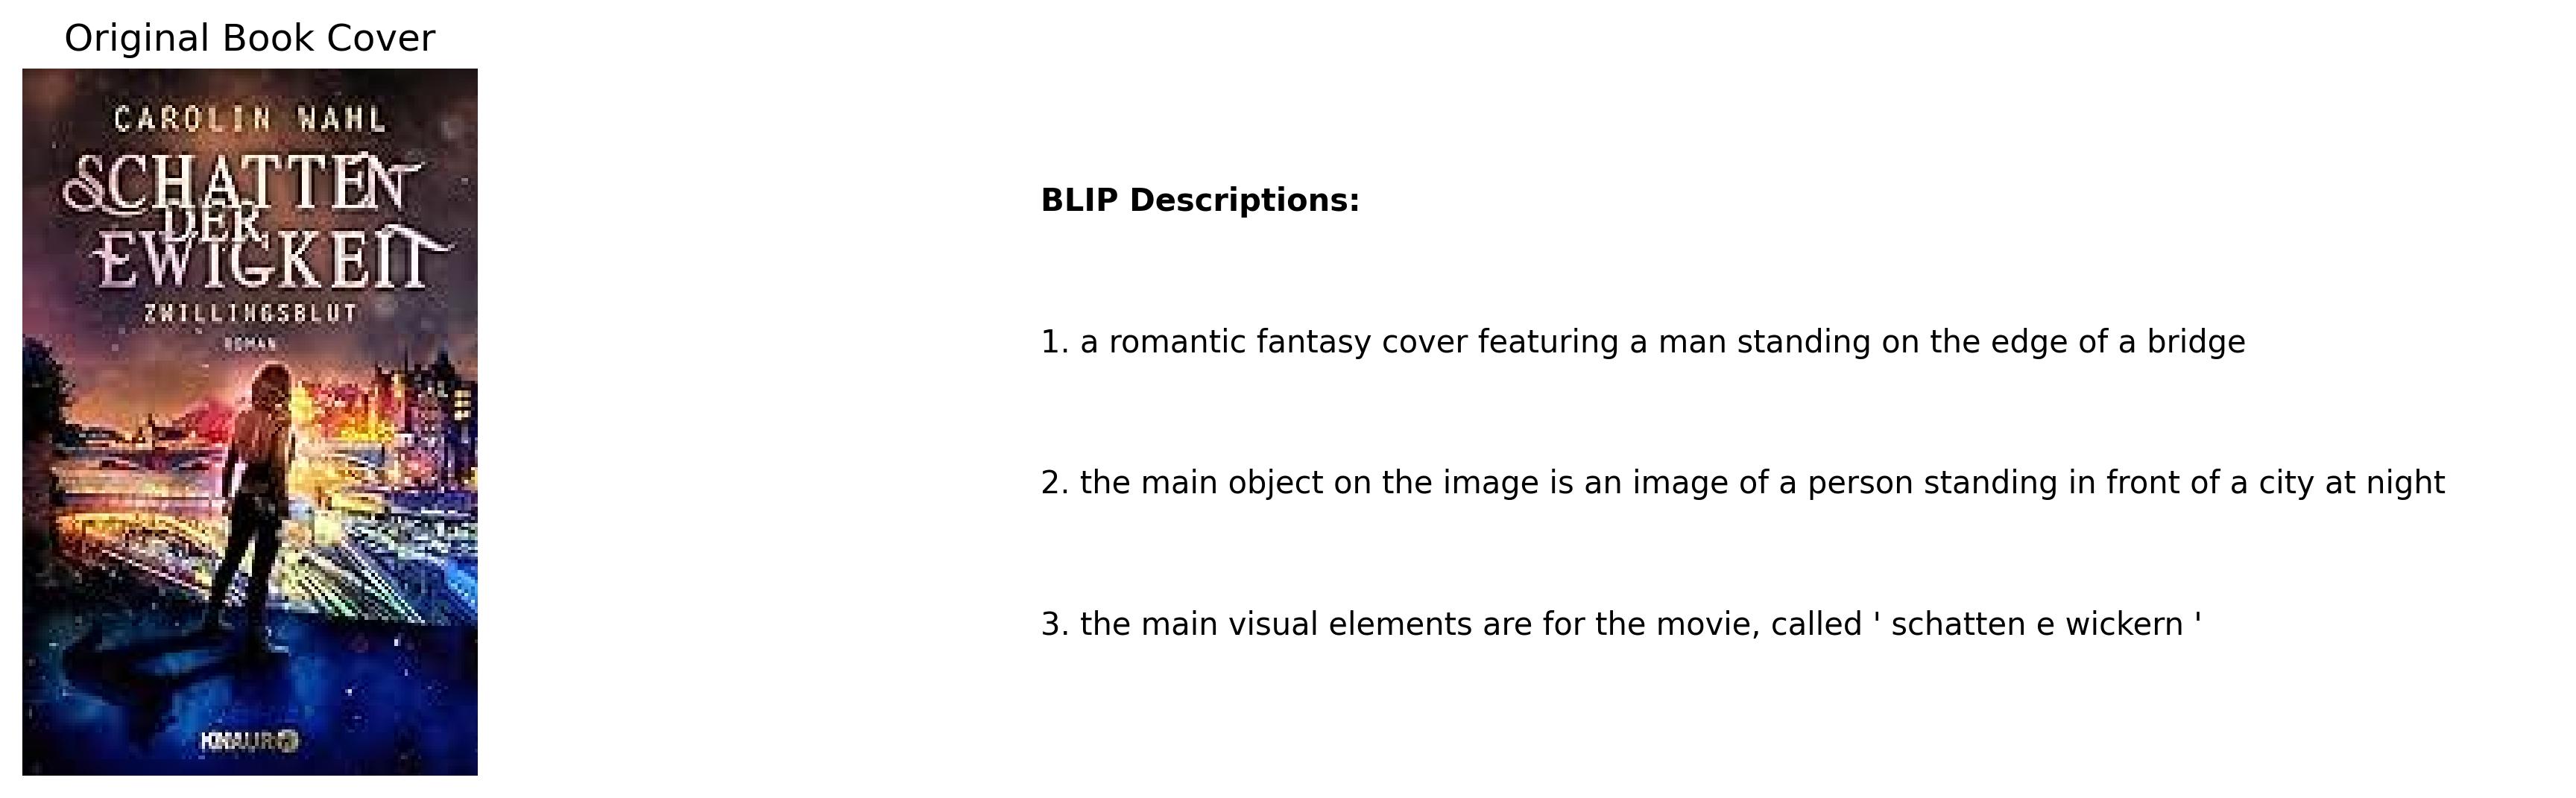 Original Book Cover
CAROLIN WAHL
SCHATTEN
DER
EWIGKEIT
ZWILLINGSBLUT
ROMAN
KNAUR
BLIP Descriptions:
1. a romantic fantasy cover featuring a man standing on the edge of a bridge
2. the main object on the image is an image of a person standing in front of a city at night
3. the main visual elements are for the movie, called ' schatten e wickern '